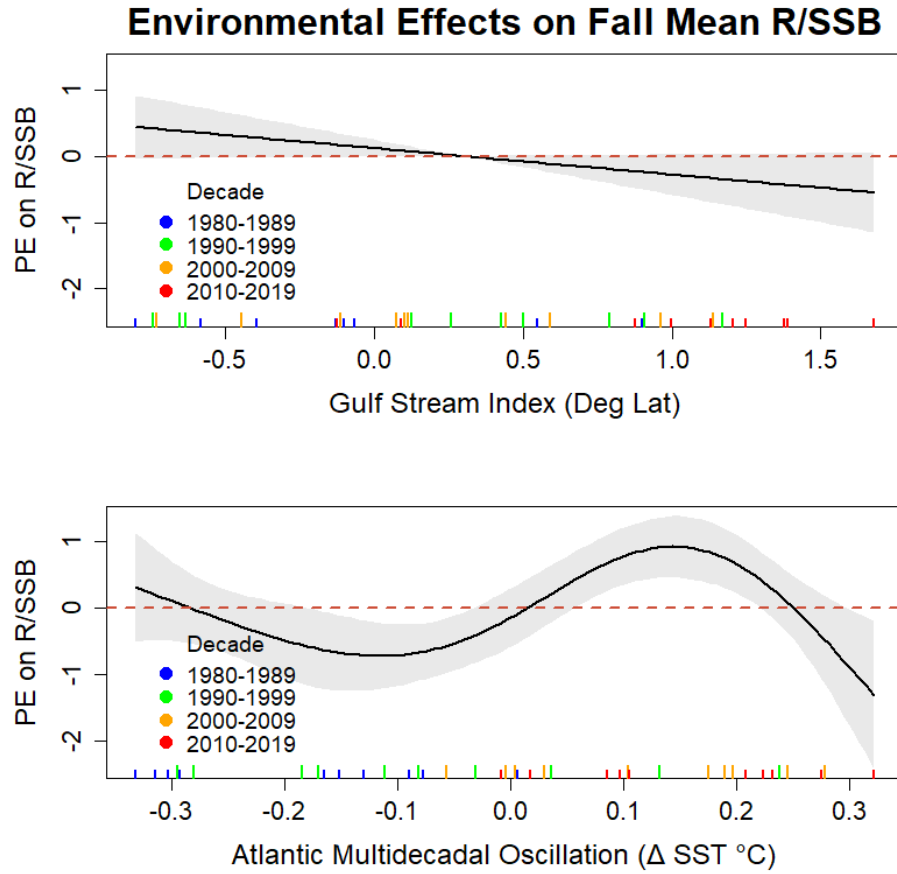 Environmental Effects on Fall Mean R/SSB
PE on R/SSB
1
0
-1
-2
Decade
1980-1989
1990-1999
2000-2009
2010-2019
-0.5 0.0 0.5 1.0 1.5
Gulf Stream Index (Deg Lat)
PE on R/SSB
1
0
-1
-2
Decade
1980-1989
1990-1999
2000-2009
2010-2019
-0.3 -0.2 -0.1 0.0 0.1 0.2 0.3
Atlantic Multidecadal Oscillation (Δ SST °C)